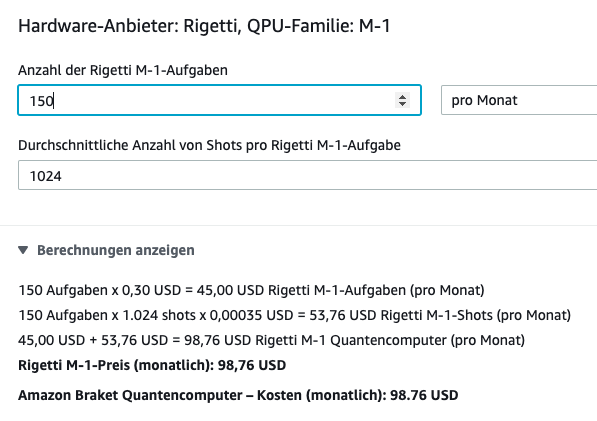 Hardware-Anbieter: Rigetti, QPU-Familie: M-1
Anzahl der Rigetti M-1-Aufgaben
150
pro Monat
Durchschnittliche Anzahl von Shots pro Rigetti M-1-Aufgabe
1024
Berechnungen anzeigen
150 Aufgaben x 0,30 USD = 45,00 USD Rigetti M-1-Aufgaben (pro Monat)
150 Aufgaben x 1.024 shots x 0,00035 USD = 53,76 USD Rigetti M-1-Shots (pro Monat)
45,00 USD + 53,76 USD = 98,76 USD Rigetti M-1 Quantencomputer (pro Monat)
Rigetti M-1-Preis (monatlich): 98,76 USD
Amazon Braket Quantencomputer – Kosten (monatlich): 98.76 USD